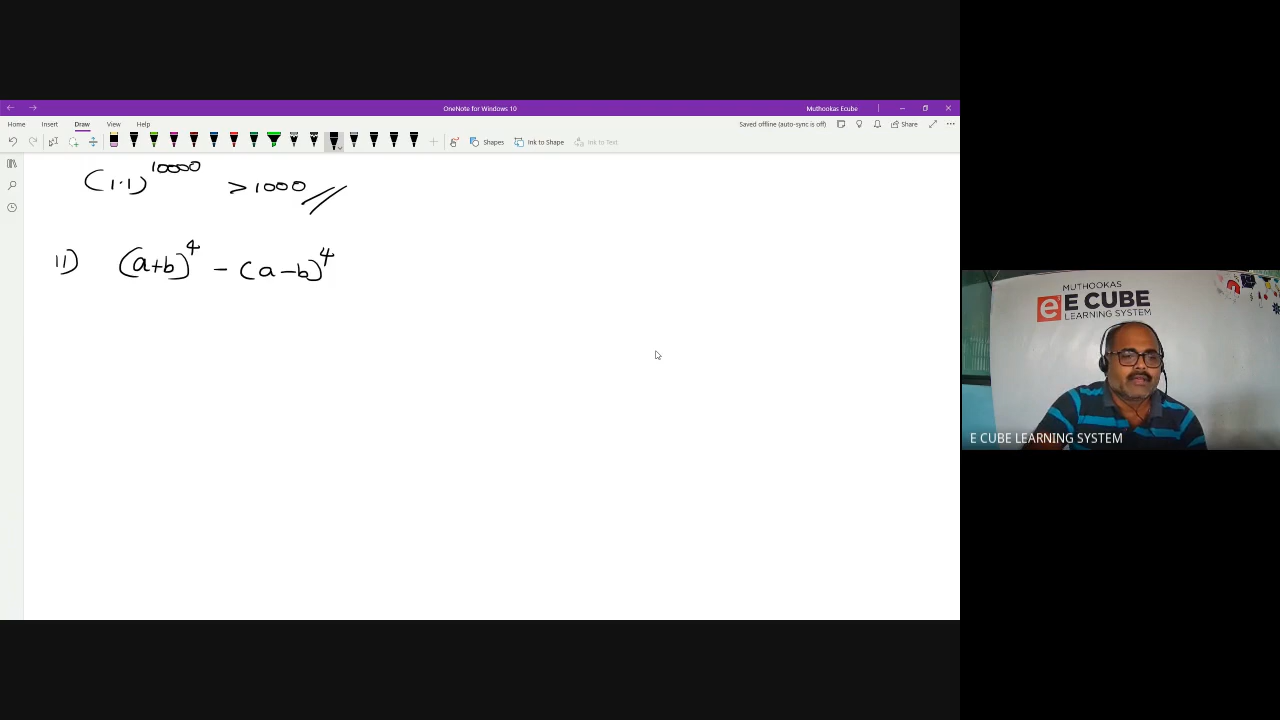 OneNote for Windows 10
Muthookas Ecube
Home Insert Draw View Help
Saved offline (auto-sync is off)
Share
Shapes
Ink to Shape
Ink to Text
(1·1)^10000 > 1000 //
11) (a+b)^4 - (a-b)^4
MUTHOOKAS
e E CUBE
LEARNING SYSTEM
E CUBE LEARNING SYSTEM